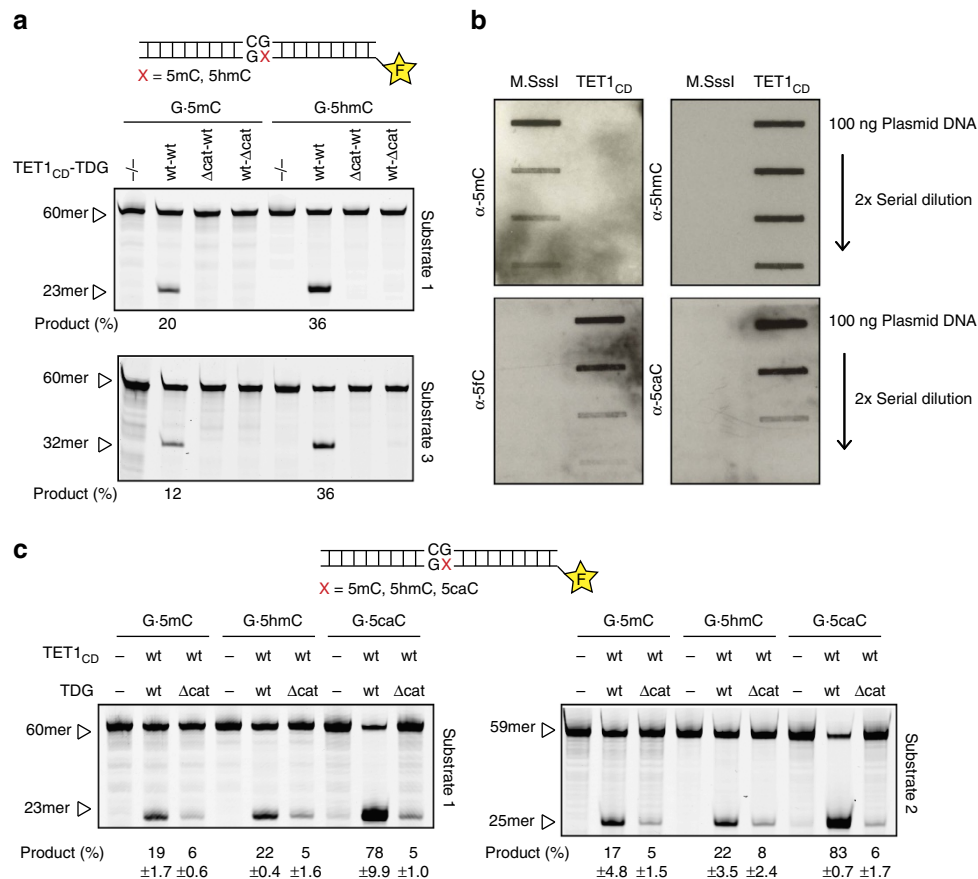 a
CG
GX
F
X = 5mC, 5hmC
G·5mC G·5hmC
TET1CD-TDG –/– wt-wt Δcat-wt wt-Δcat –/– wt-wt Δcat-wt wt-Δcat
60mer
23mer
Substrate 1
Product (%) 20 36
60mer
32mer
Substrate 3
Product (%) 12 36
b
M.SssI TET1CD M.SssI TET1CD
α-5mC
α-5hmC
100 ng Plasmid DNA
2x Serial dilution
α-5fC
α-5caC
100 ng Plasmid DNA
2x Serial dilution
c
CG
GX
F
X = 5mC, 5hmC, 5caC
G·5mC G·5hmC G·5caC
TET1CD – wt wt – wt wt – wt wt
TDG – wt Δcat – wt Δcat – wt Δcat
60mer
23mer
Substrate 1
Product (%) 19 6 22 5 78 5
±1.7 ±0.6 ±0.4 ±1.6 ±9.9 ±1.0
G·5mC G·5hmC G·5caC
– wt wt – wt wt – wt wt
– wt Δcat – wt Δcat – wt Δcat
59mer
25mer
Substrate 2
Product (%) 17 5 22 8 83 6
±4.8 ±1.5 ±3.5 ±2.4 ±0.7 ±1.7